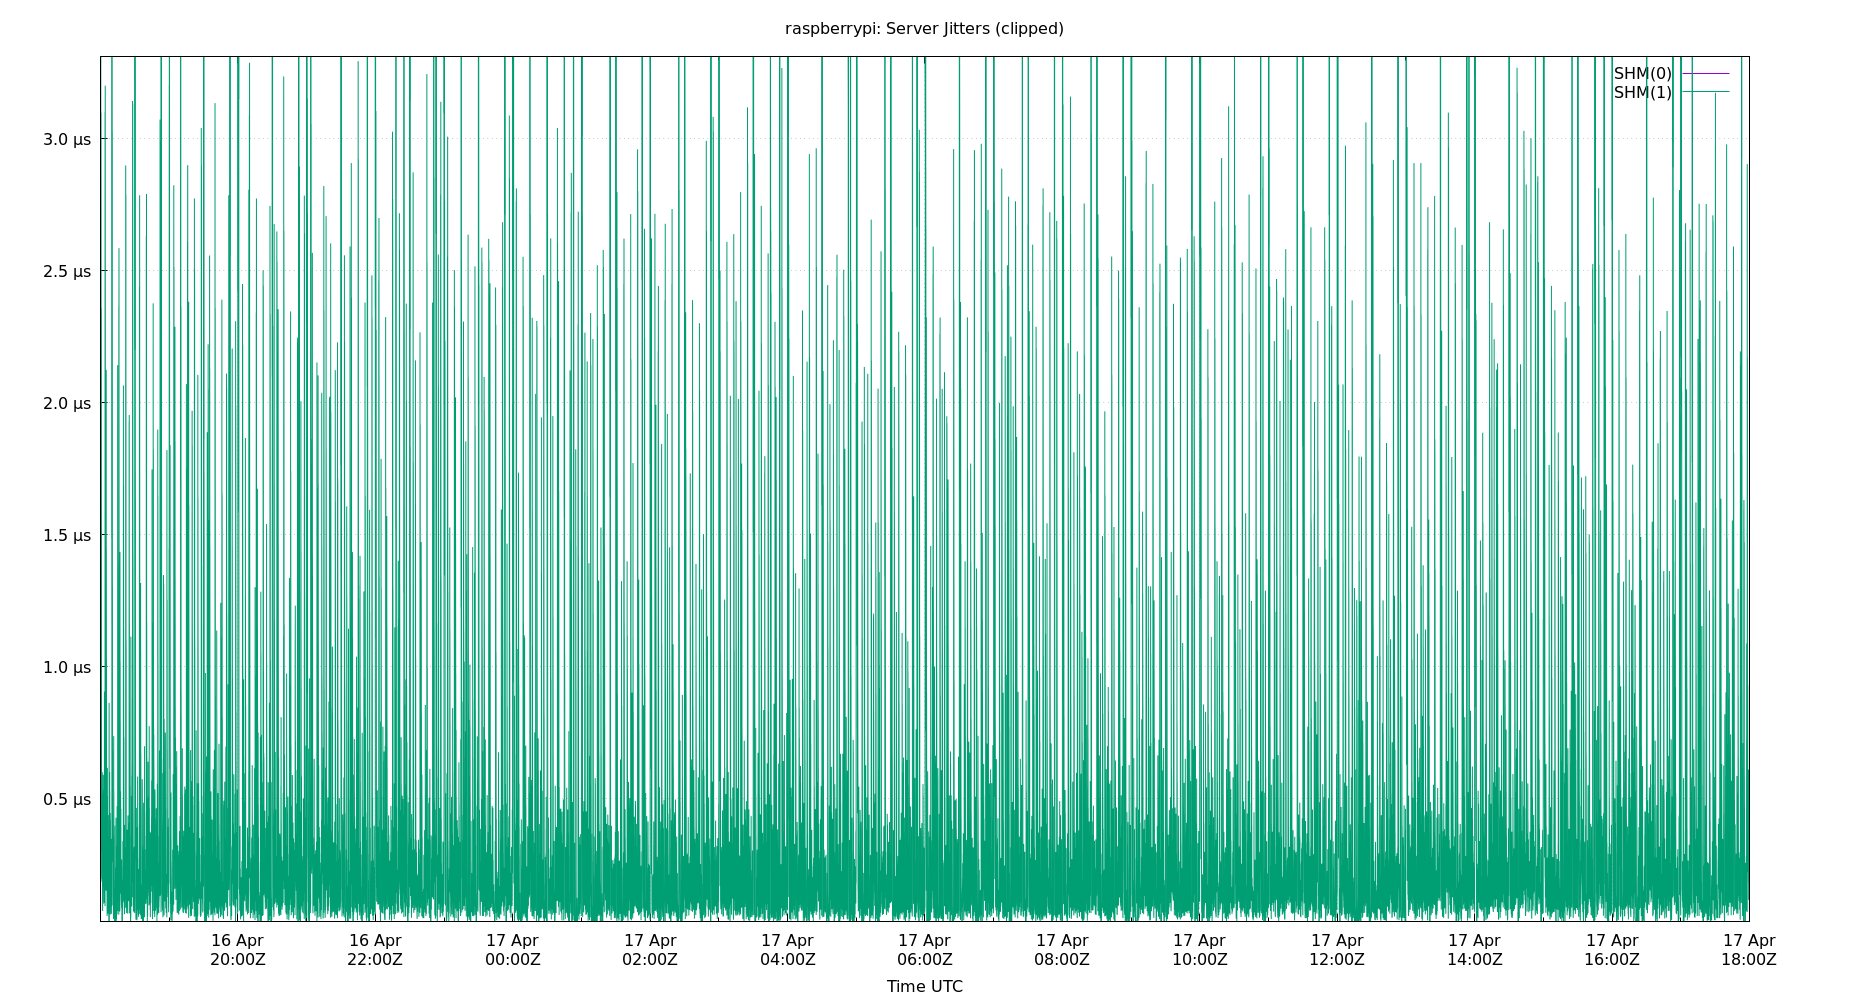 raspberrypi: Server Jitters (clipped)
SHM(0)
SHM(1)
3.0 μs
2.5 μs
2.0 μs
1.5 μs
1.0 μs
0.5 μs
16 Apr 16 Apr 17 Apr 17 Apr 17 Apr 17 Apr 17 Apr 17 Apr 17 Apr 17 Apr 17 Apr 17 Apr
20:00Z 22:00Z 00:00Z 02:00Z 04:00Z 06:00Z 08:00Z 10:00Z 12:00Z 14:00Z 16:00Z 18:00Z
Time UTC